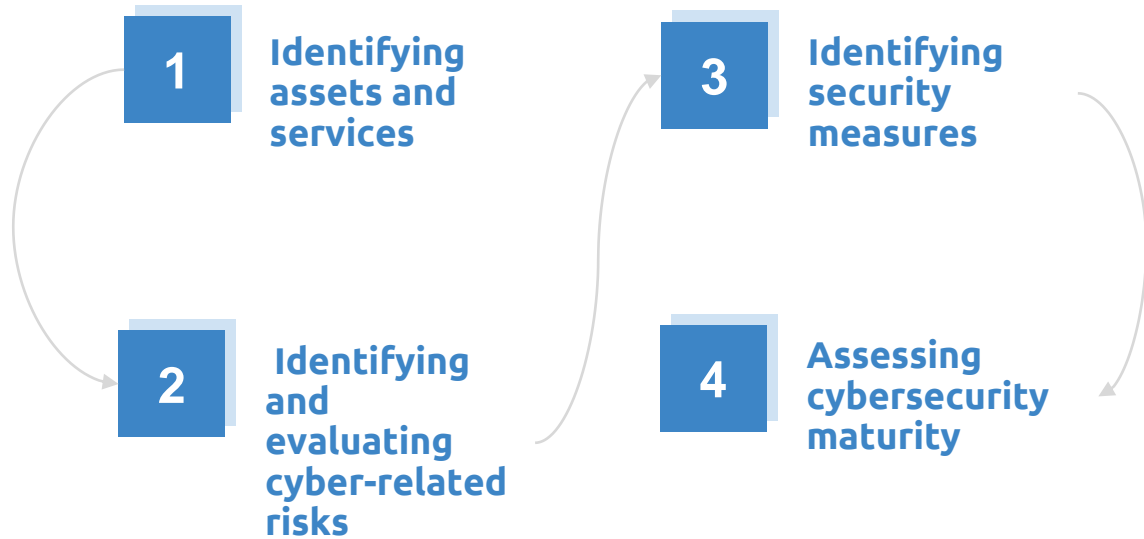 1
Identifying
assets and
services
2
Identifying
and
evaluating
cyber-related
risks
3
Identifying
security
measures
4
Assessing
cybersecurity
maturity